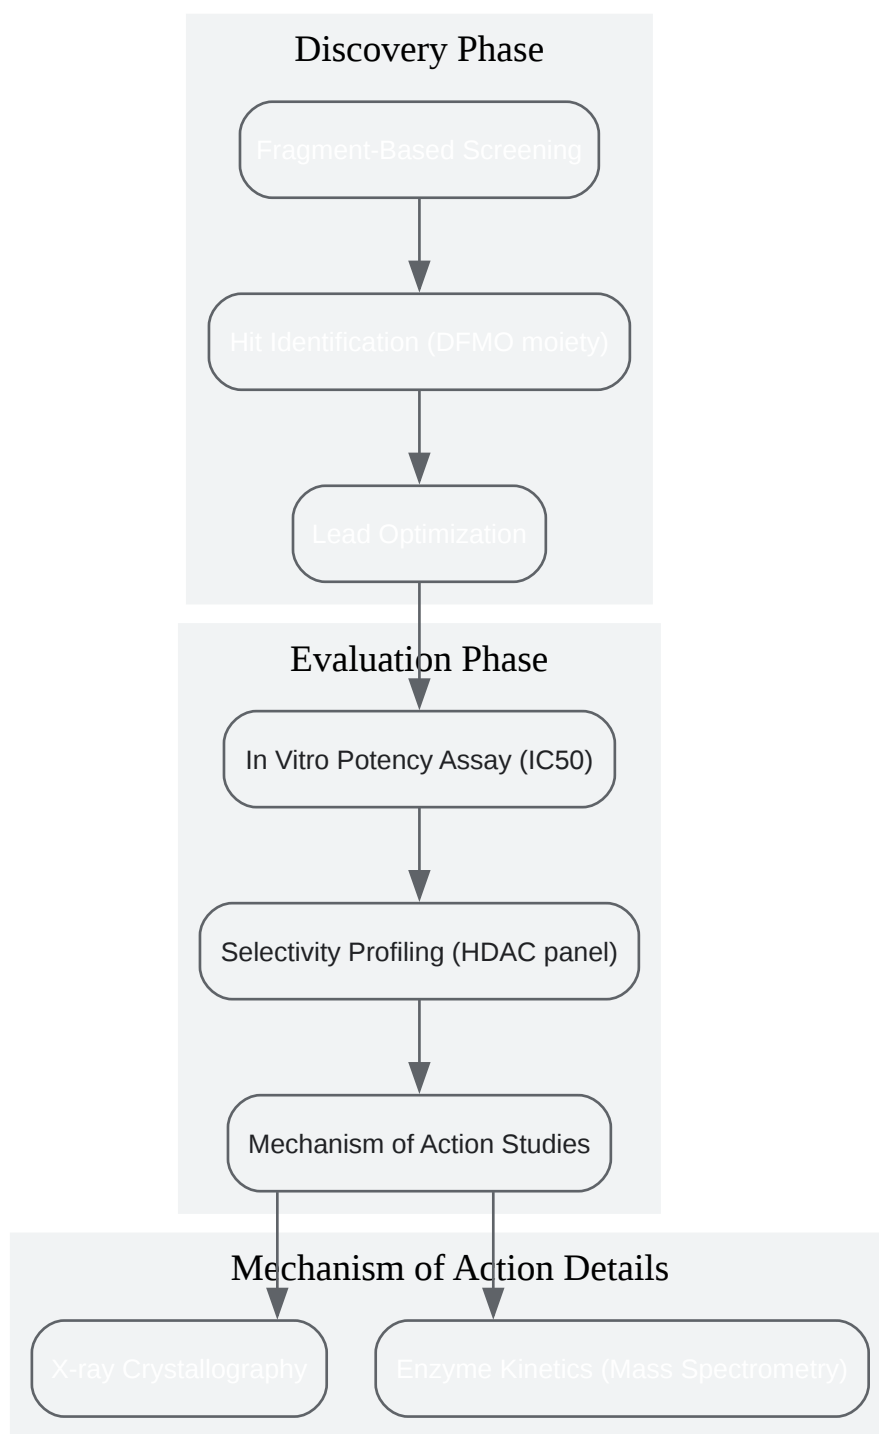 Discovery Phase
Fragment-Based Screening
Hit Identification (DFMO moiety)
Lead Optimization
Evaluation Phase
In Vitro Potency Assay (IC50)
Selectivity Profiling (HDAC panel)
Mechanism of Action Studies
Mechanism of Action Details
X-ray Crystallography
Enzyme Kinetics (Mass Spectrometry)